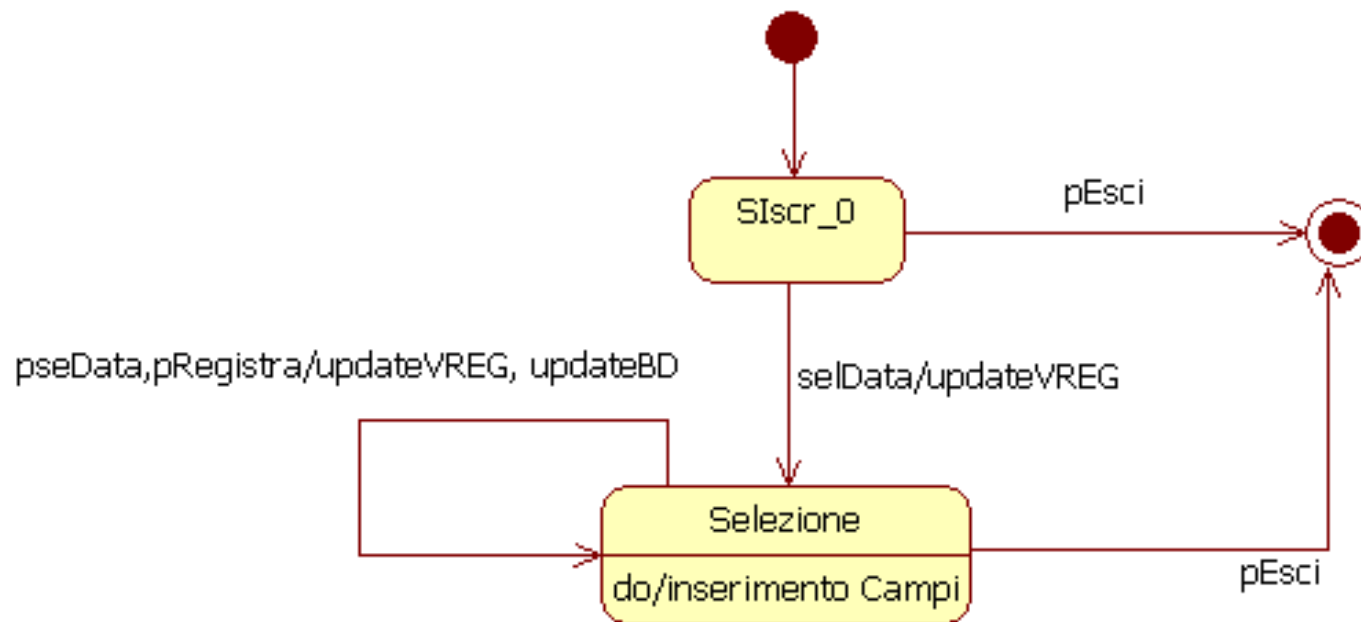 SIscr_0
pEsci
pseData,pRegistra/updateVREG, updateBD
selData/updateVREG
Selezione
do/inserimento Campi
pEsci